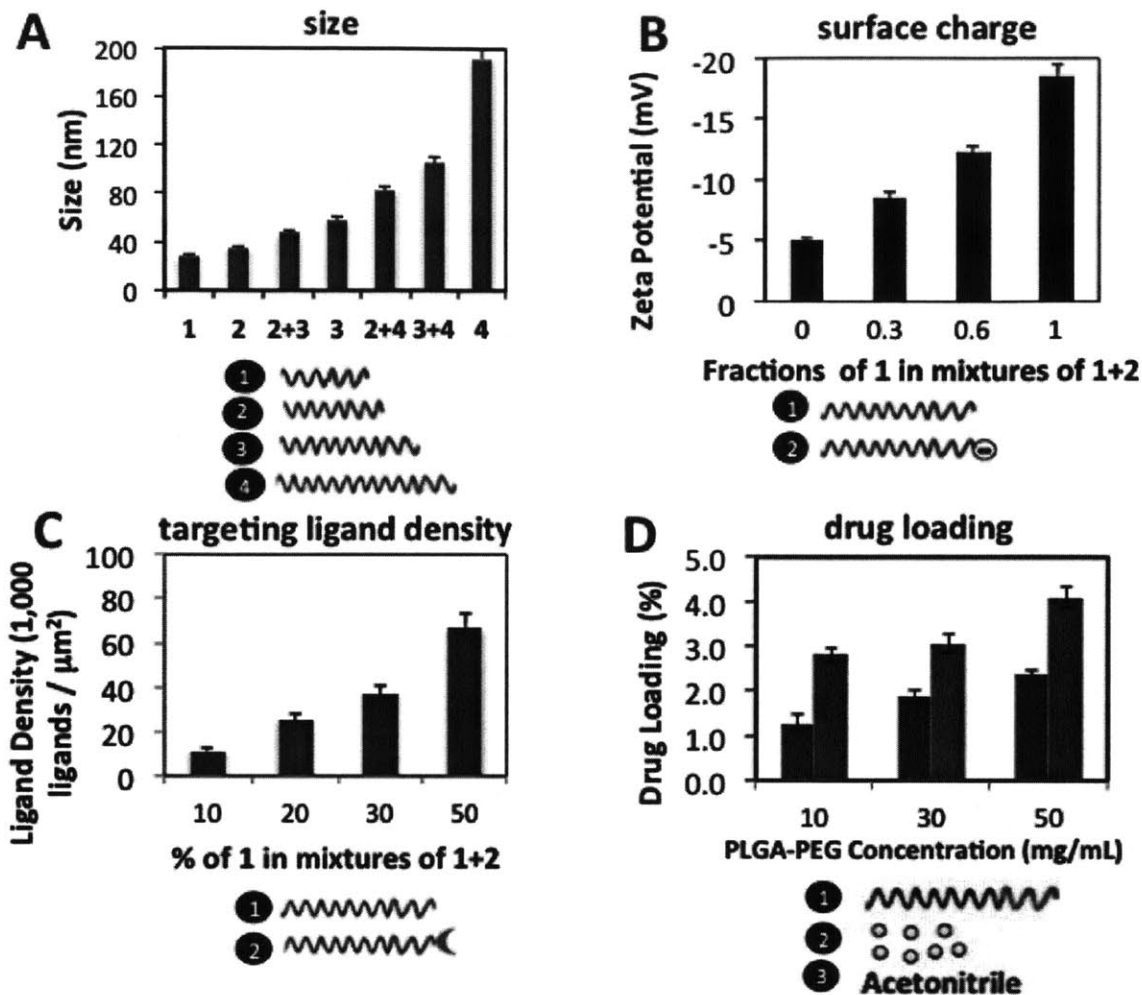 A
size
Size (nm)
200
160
120
80
40
0
1 2 2+3 3 2+4 3+4 4
1
2
3
4
B
surface charge
Zeta Potential (mV)
-20
-15
-10
-5
0
0 0.3 0.6 1
Fractions of 1 in mixtures of 1+2
1
2
C
targeting ligand density
Ligand Density (1,000
ligands / μm²)
100
80
60
40
20
0
10 20 30 50
% of 1 in mixtures of 1+2
1
2
D
drug loading
Drug Loading (%)
5.0
4.0
3.0
2.0
1.0
0.0
10 30 50
PLGA-PEG Concentration (mg/mL)
1
2
3 Acetonitrile